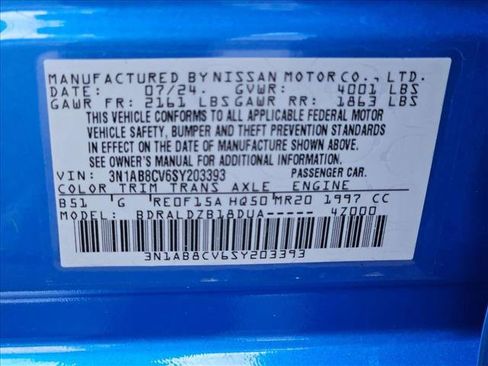 MANUFACTURED BY NISSAN MOTOR CO., LTD.
DATE: 07/24. GVWR: 4001 LBS
GAWR FR: 2161 LBS GAWR RR: 1863 LBS
THIS VEHICLE CONFORMS TO ALL APPLICABLE FEDERAL MOTOR
VEHICLE SAFETY, BUMPER AND THEFT PREVENTION STANDARDS
IN EFFECT ON THE DATE OF MANUFACTURE SHOWN ABOVE.
SEE OWNER'S MANUAL FOR ADDITIONAL INFORMATION.
VIN: 3N1AB8CV6SY203393 PASSENGER CAR.
COLOR TRIM TRANS AXLE ENGINE
B51 G RE0F15A HQ50 MR20 1997 CC
MODEL: BDRALDZB18DUA- 4Z000
3N1AB8CV6SY203393